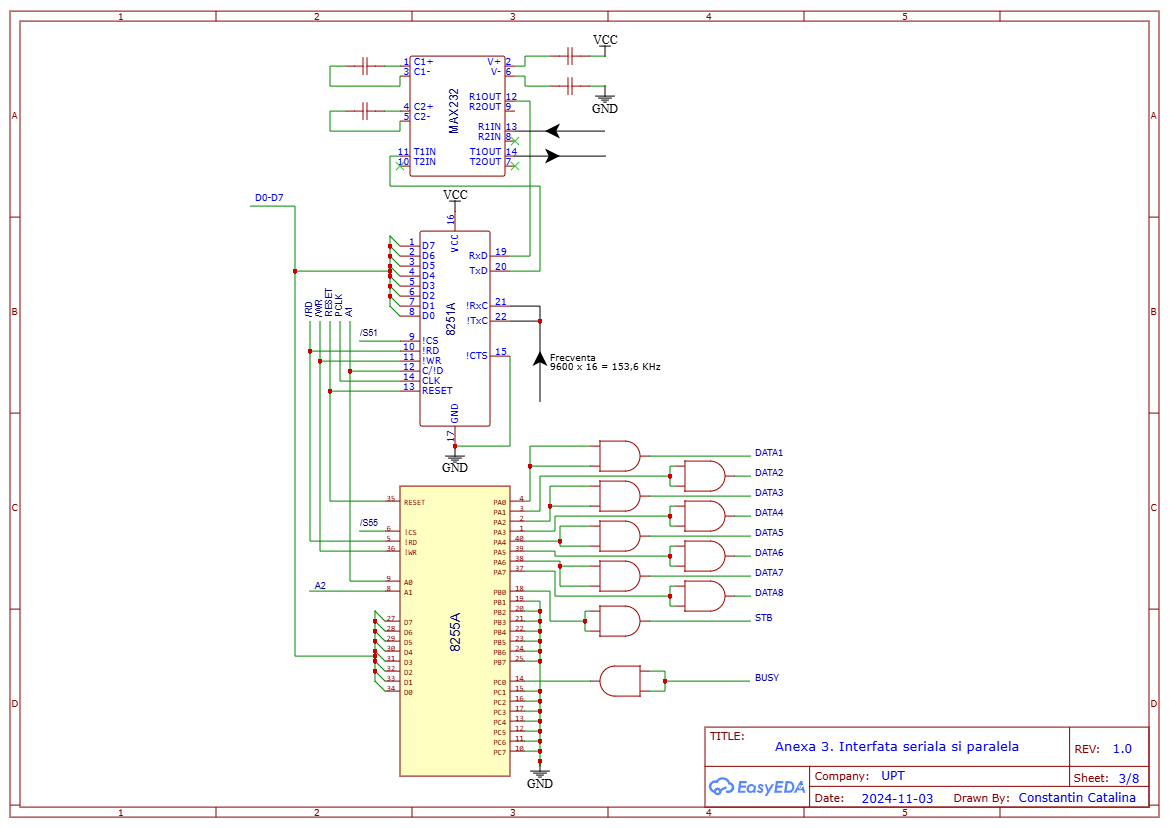 1 2 3 4 5
A
B
C
D
A
B
C
D
VCC
1 C1+
3 C1-
V+ 2
V- 6
4 C2+
5 C2-
MAX232
R1OUT 12
R2OUT 9
GND
R1IN 13
R2IN 8
11 T1IN
10 T2IN
T1OUT 14
T2OUT 7
D0-D7
VCC
16
VCC
1 D7
2 D6
3 D5
4 D4
5 D3
6 D2
7 D1
8 D0
RxD 19
TxD 20
8251A
!RxC 21
!TxC 22
!CTS 15
/RD
/WR
RESET
PCLK
A1
/S51
9 !CS
10 !RD
11 !WR
12 C/!D
14 CLK
13 RESET
Frecventa
9600 x 16 = 153,6 KHz
GND
17
GND
35 RESET
/S55
6 !CS
5 !RD
36 !WR
9 A0
A2
8 A1
27 D7
28 D6
29 D5
30 D4
31 D3
32 D2
33 D1
34 D0
8255A
PA0 4
PA1 3
PA2 2
PA3 1
PA4 40
PA5 39
PA6 38
PA7 37
PB0 18
PB1 19
PB2 20
PB3 21
PB4 22
PB5 23
PB6 24
PB7 25
PC0 14
PC1 15
PC2 16
PC3 17
PC4 13
PC5 12
PC6 11
PC7 10
GND
DATA1
DATA2
DATA3
DATA4
DATA5
DATA6
DATA7
DATA8
STB
BUSY
TITLE:
Anexa 3. Interfata seriala si paralela
REV: 1.0
EasyEDA
Company: UPT
Sheet: 3/8
Date: 2024-11-03 Drawn By: Constantin Catalina
1 2 3 4 5